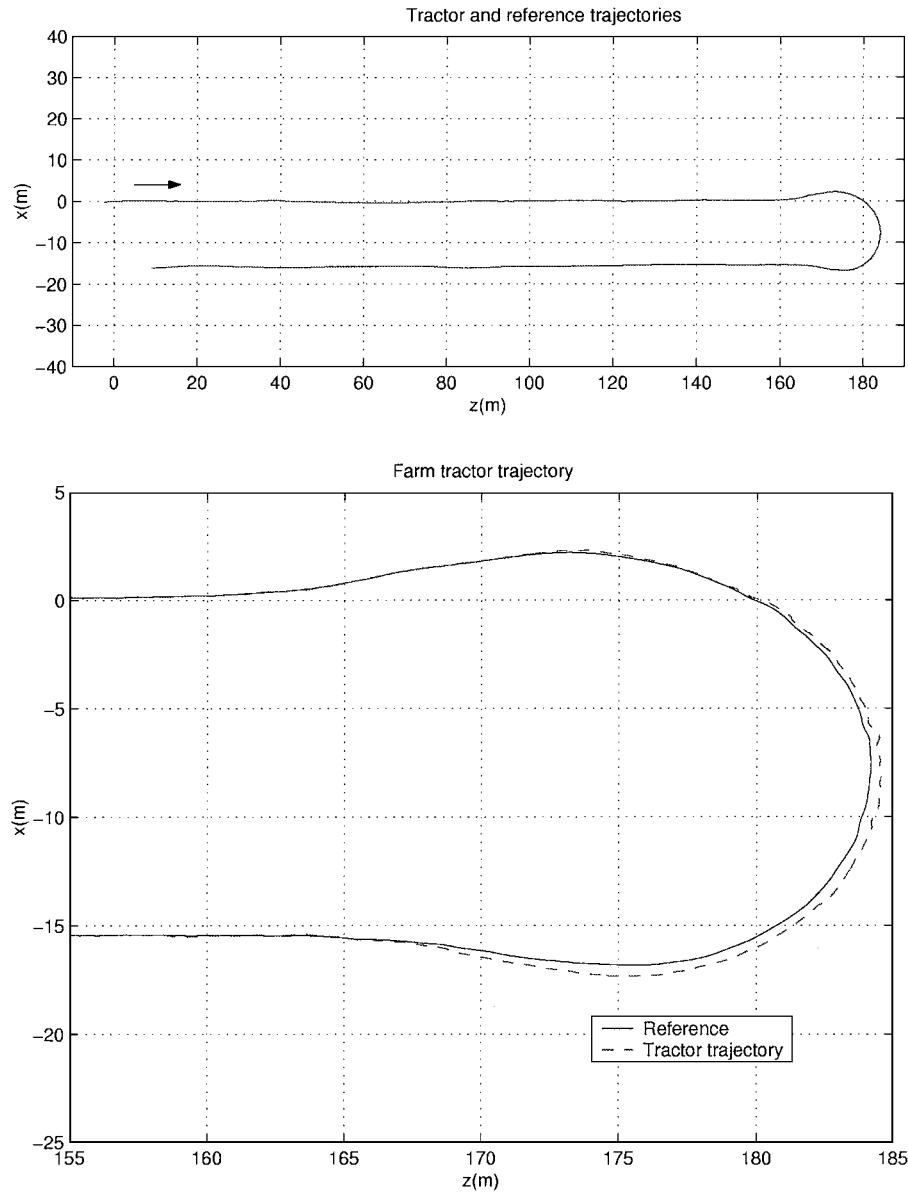 Tractor and reference trajectories
40
30
20
10
0
−10
−20
−30
−40
x(m)
0 20 40 60 80 100 120 140 160 180
z(m)
Farm tractor trajectory
5
0
−5
−10
−15
−20
−25
x(m)
Reference
Tractor trajectory
155 160 165 170 175 180 185
z(m)